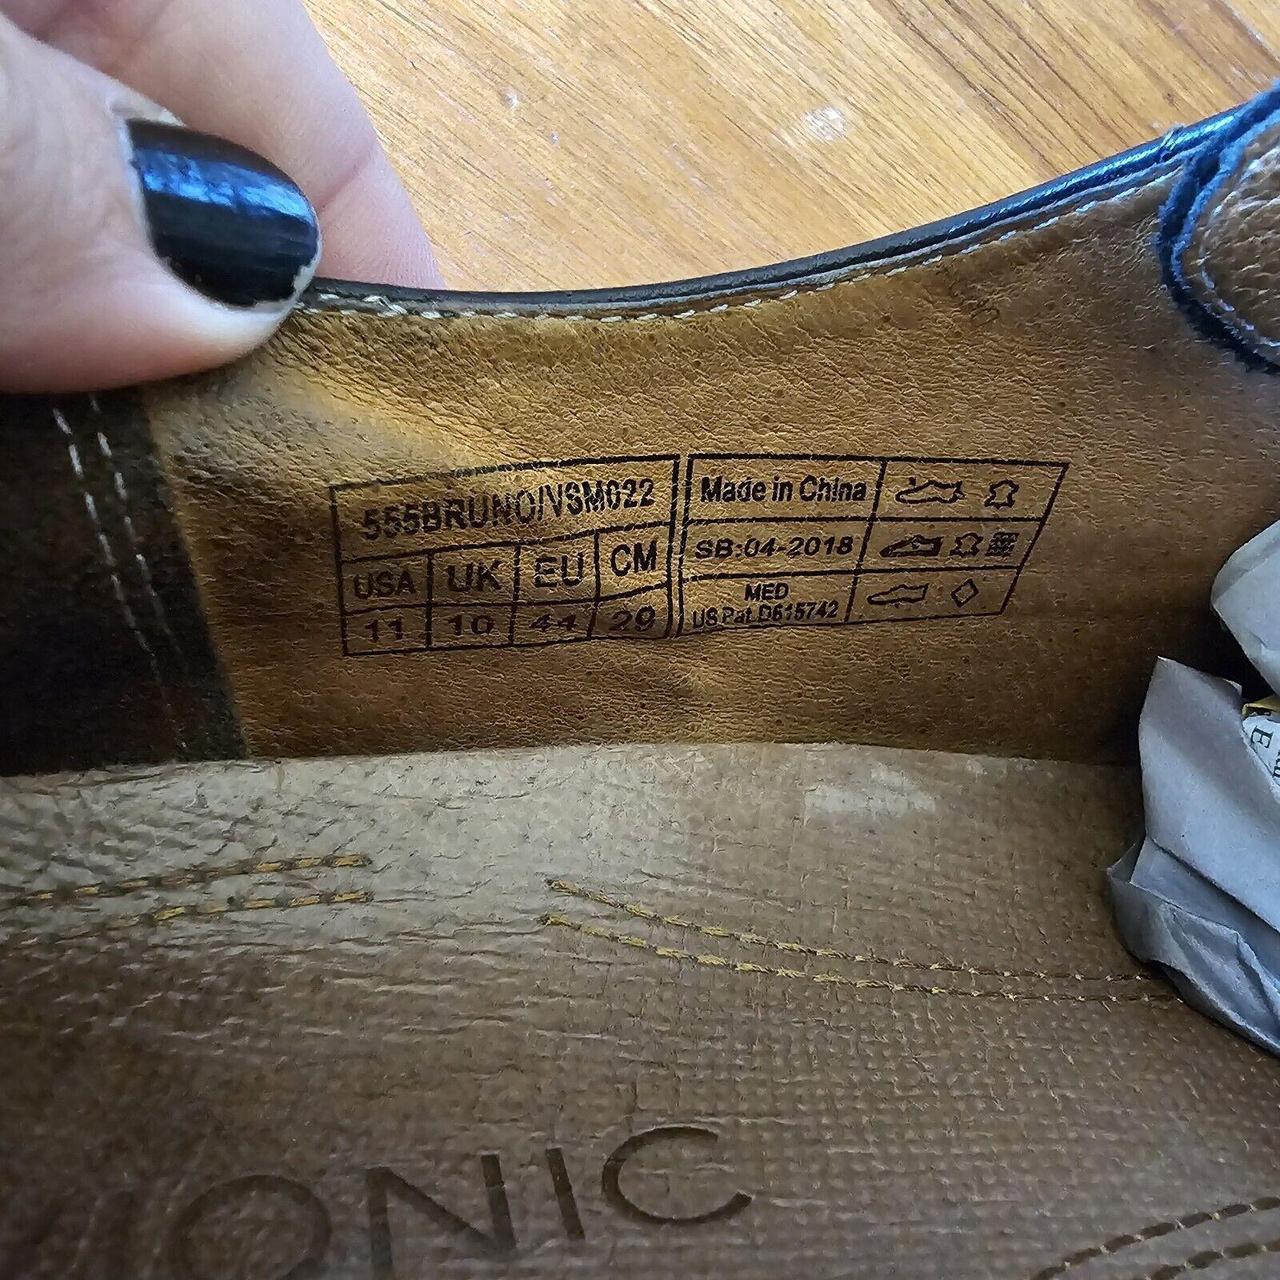 555BRUNO/VSM022
USA UK EU CM
11 10 44 29
Made in China
SB:04-2018
MED
US Pat.D615742
IONIC
E